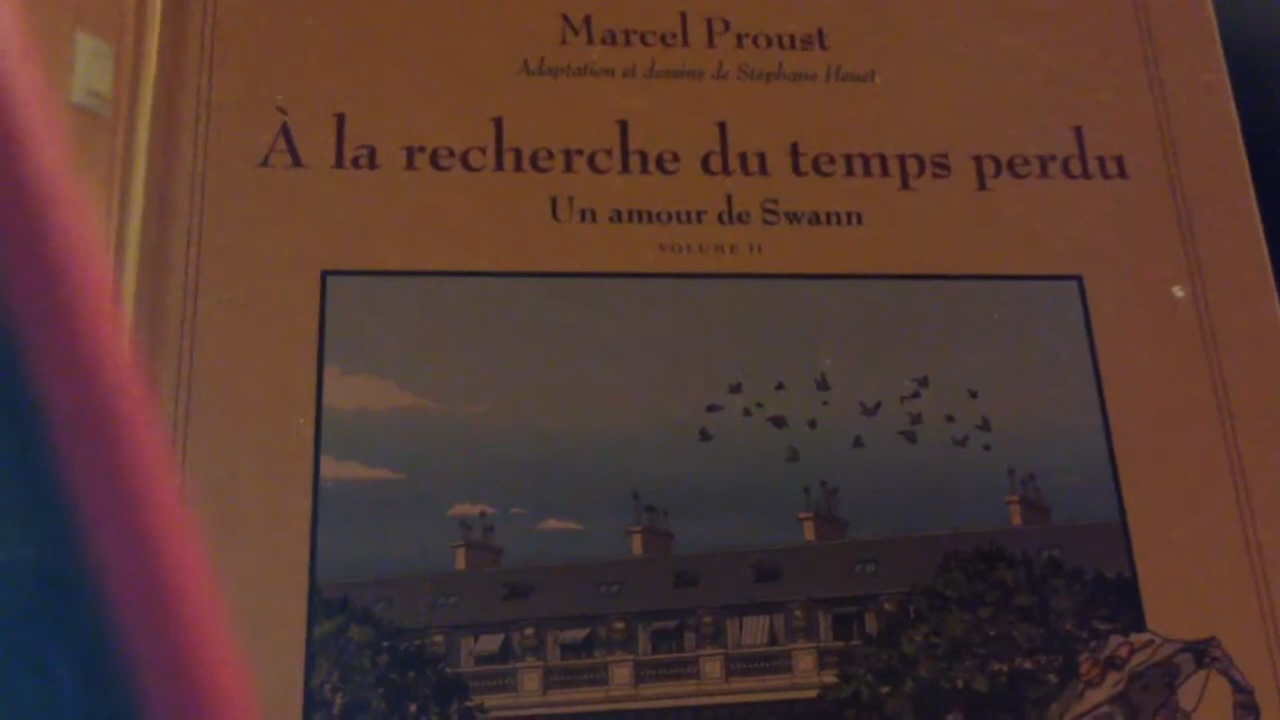 Marcel Proust
Adaptation et dessins de Stéphane Heuet
À la recherche du temps perdu
Un amour de Swann
VOLUME II